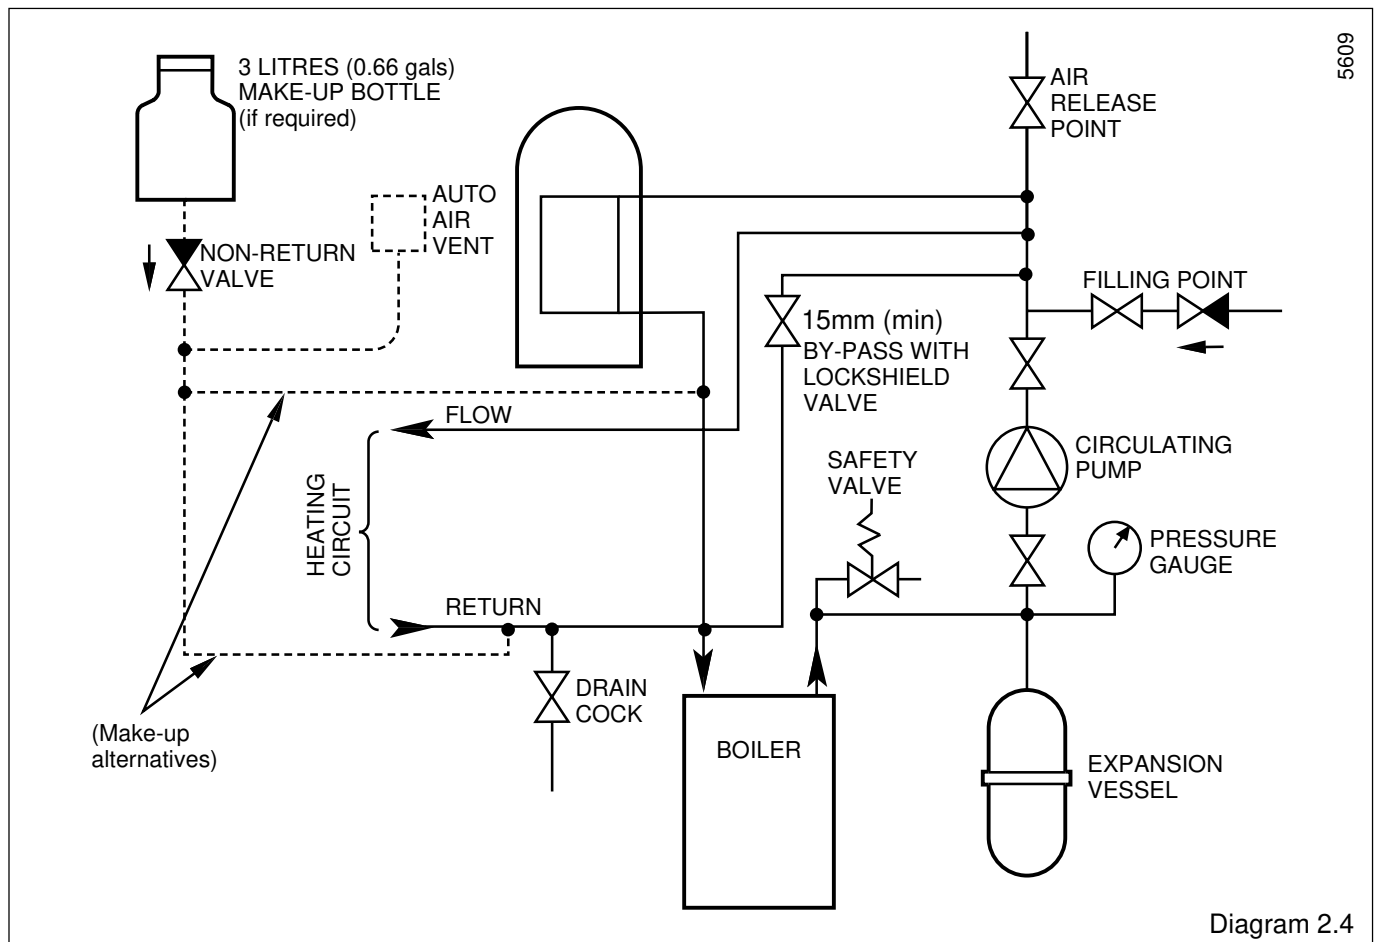 5609
3 LITRES (0.66 gals)
MAKE-UP BOTTLE
(if required)
AIR
RELEASE
POINT
AUTO
AIR
VENT
NON-RETURN
VALVE
FILLING POINT
15mm (min)
BY-PASS WITH
LOCKSHIELD
VALVE
FLOW
CIRCULATING
PUMP
SAFETY
VALVE
HEATING
CIRCUIT
PRESSURE
GAUGE
RETURN
DRAIN
COCK
(Make-up
alternatives)
BOILER
EXPANSION
VESSEL
Diagram 2.4